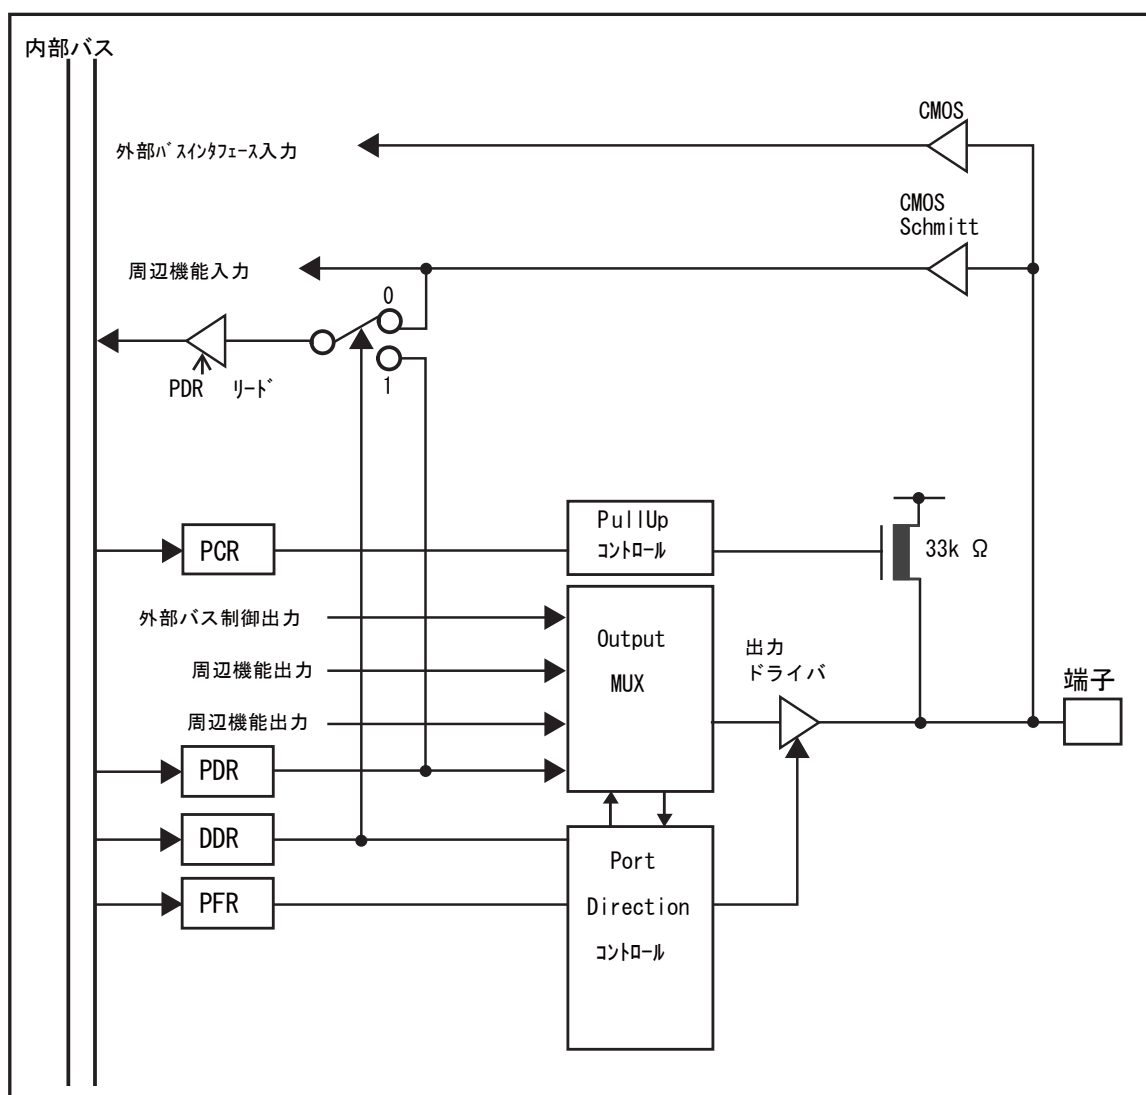 内部バス
CMOS
外部ﾊﾞｽｲﾝﾀﾌｪｰｽ入力
CMOS
Schmitt
周辺機能入力
0
1
PDR ﾘｰﾄﾞ
PCR
PullUp
ｺﾝﾄﾛｰﾙ
33k Ω
外部バス制御出力
周辺機能出力
周辺機能出力
Output
MUX
出力
ドライバ
端子
PDR
DDR
PFR
Port
Direction
ｺﾝﾄﾛｰﾙ